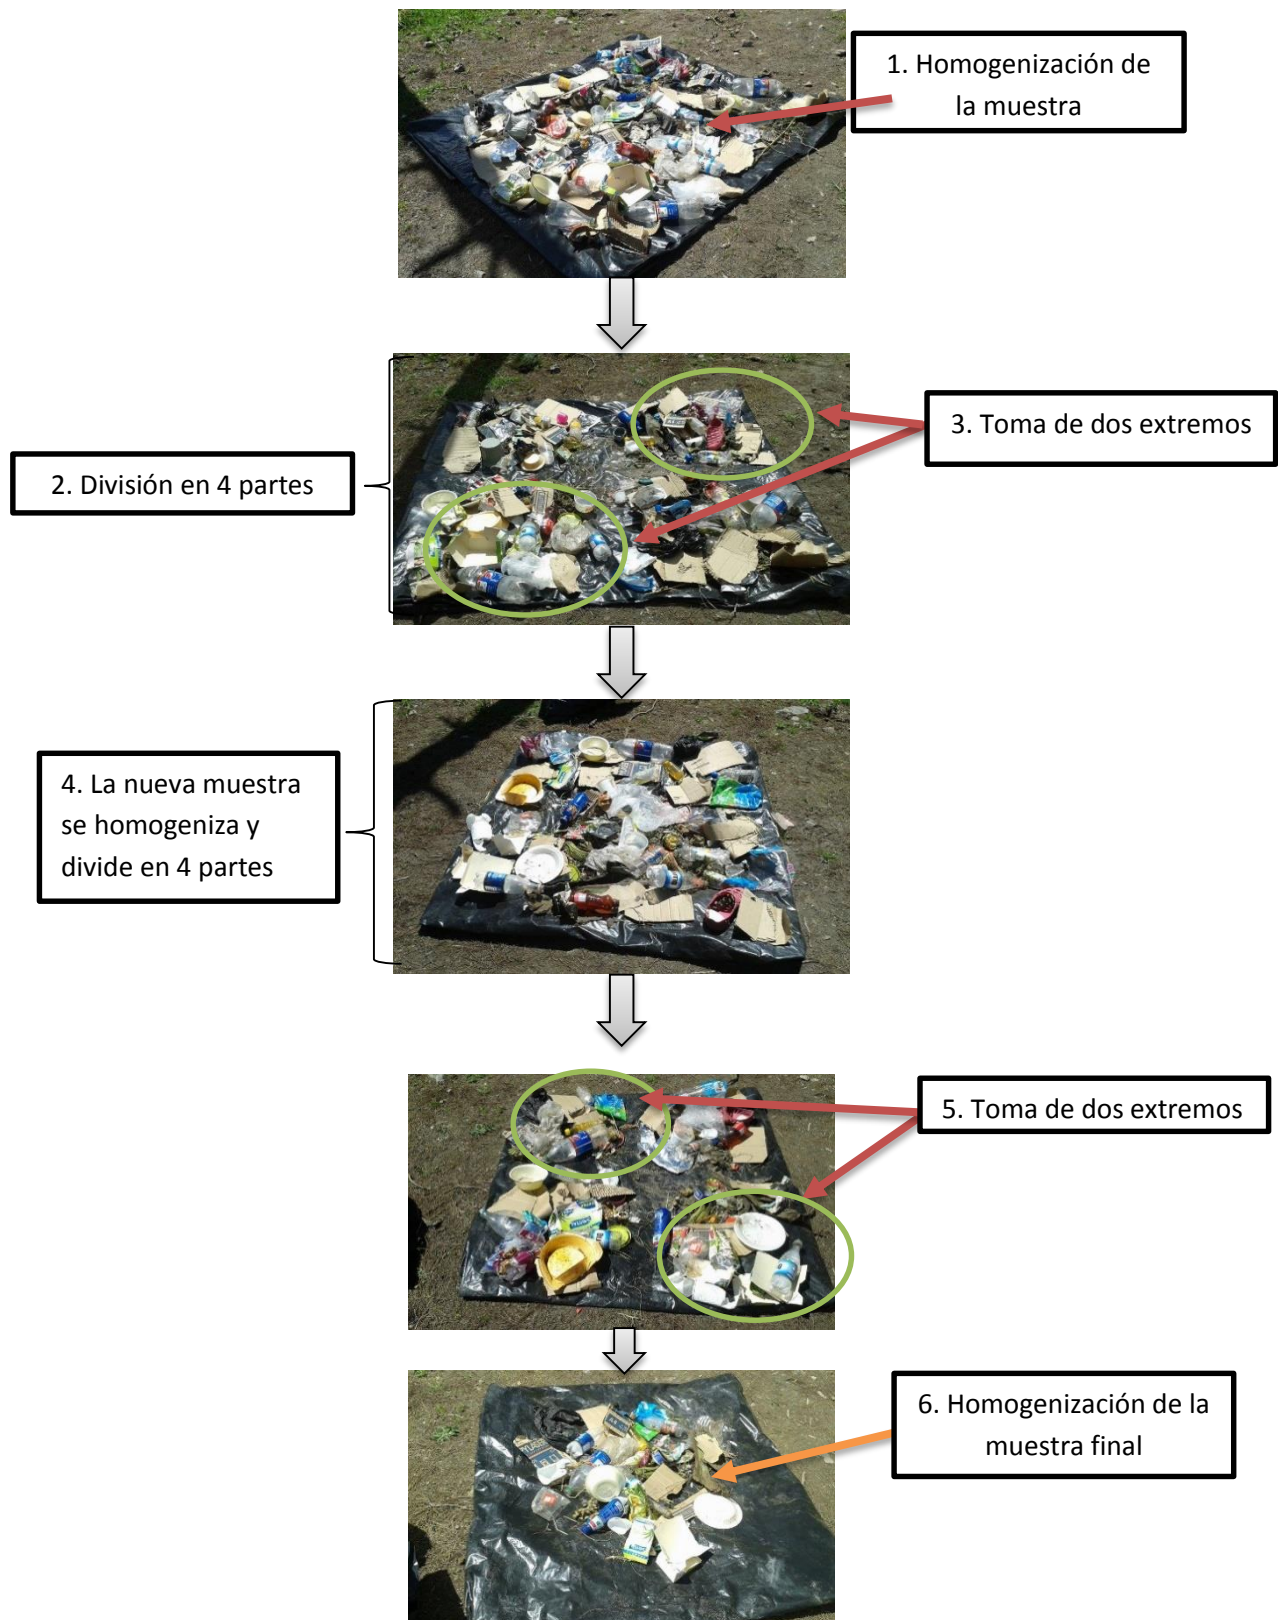 1. Homogenización de
la muestra
3. Toma de dos extremos
2. División en 4 partes
4. La nueva muestra
se homogeniza y
divide en 4 partes
5. Toma de dos extremos
6. Homogenización de la
muestra final